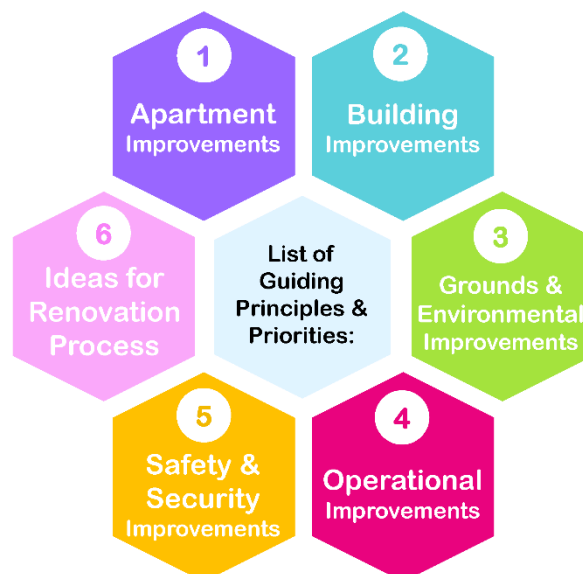 List of
Guiding
Principles &
Priorities:
1
Apartment
Improvements
2
Building
Improvements
3
Grounds &
Environmental
Improvements
4
Operational
Improvements
5
Safety &
Security
Improvements
6
Ideas for
Renovation
Process